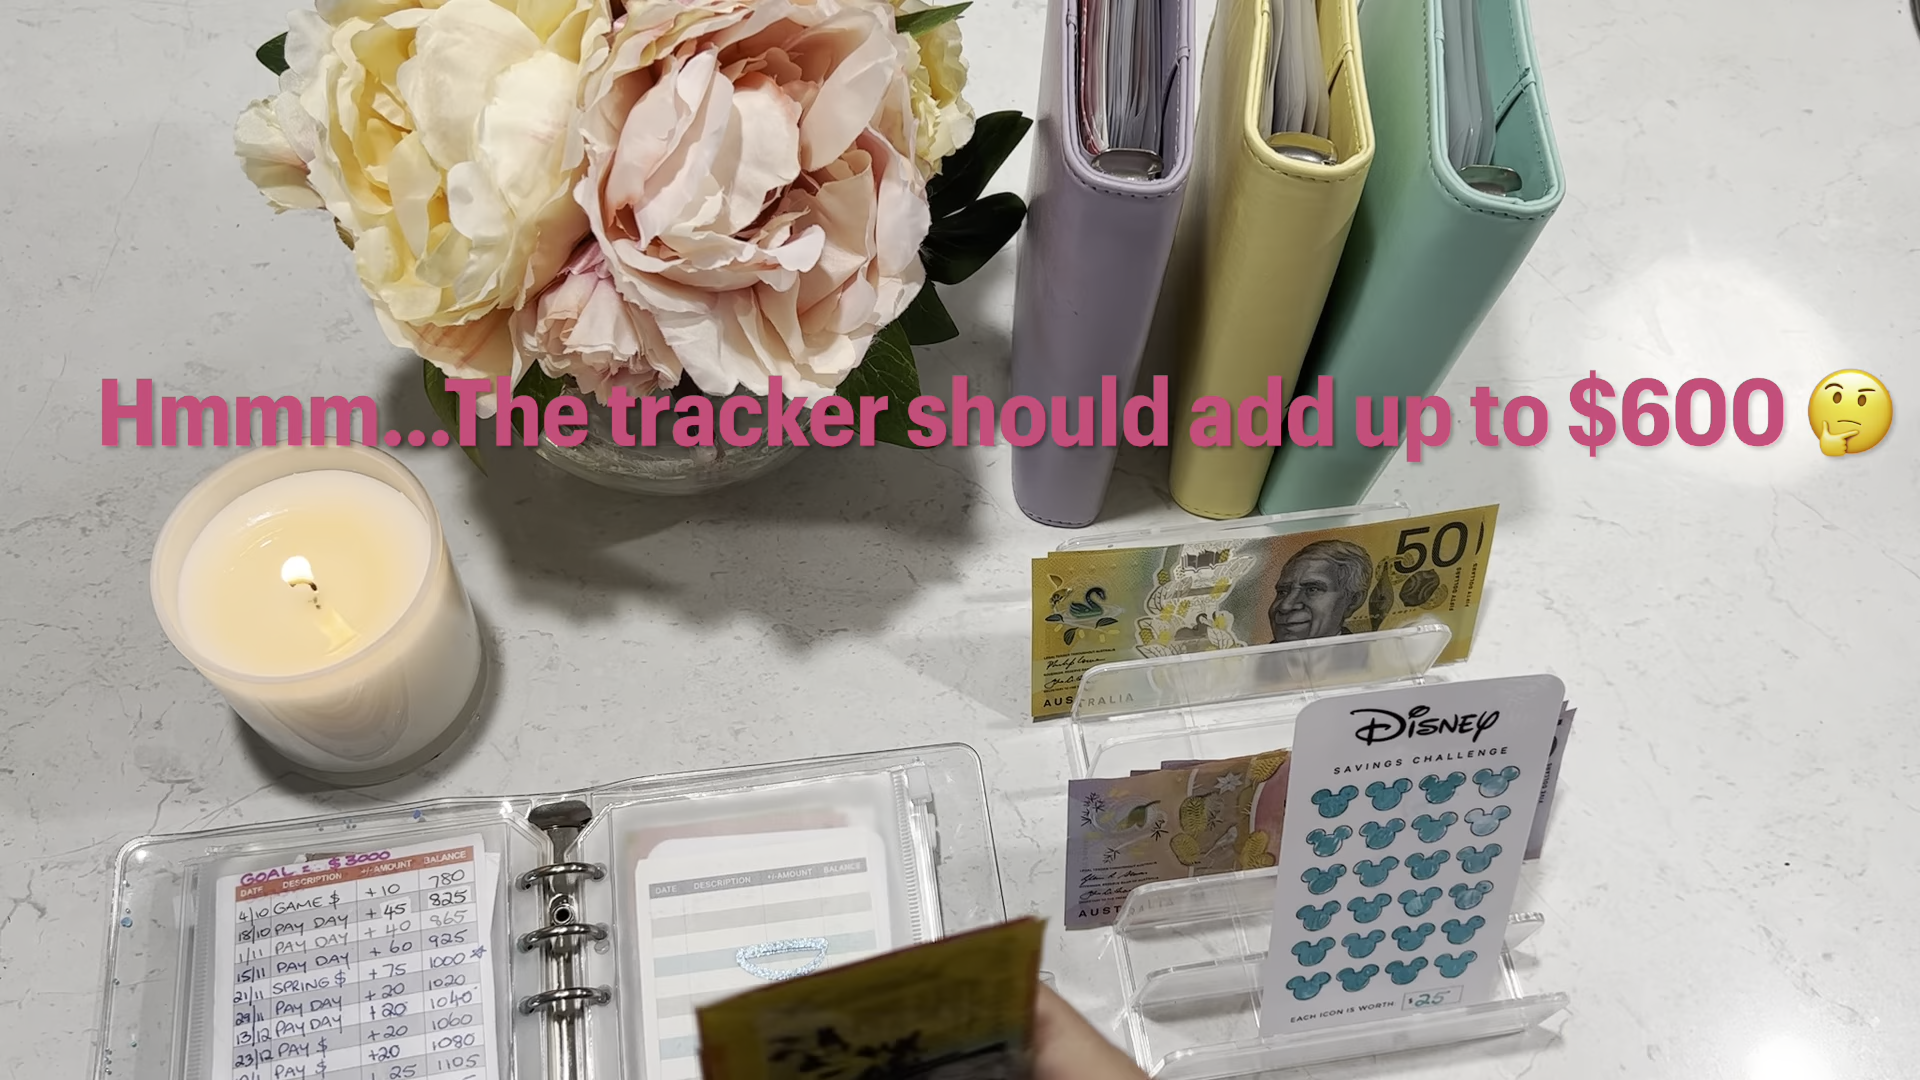 Hmmm...The tracker should add up to $600 🤔
50
AUSTRALIA
DISNEY
SAVINGS CHALLENGE
EACH ICON IS WORTH: $25
AUST
GOAL = $3000
DATE DESCRIPTION +/-AMOUNT BALANCE
4/10 GAME $ +10 780
18/10 PAY DAY +45 825
1/11 PAY DAY +40 865
15/11 PAY DAY +60 925
21/11 SPRING $ +75 1000
29/11 PAY DAY +20 1020
13/12 PAY DAY +20 1040
23/12 PAY $ +20 1060
PAY $ +20 1080
25 1105
DATE DESCRIPTION +/-AMOUNT BALANCE